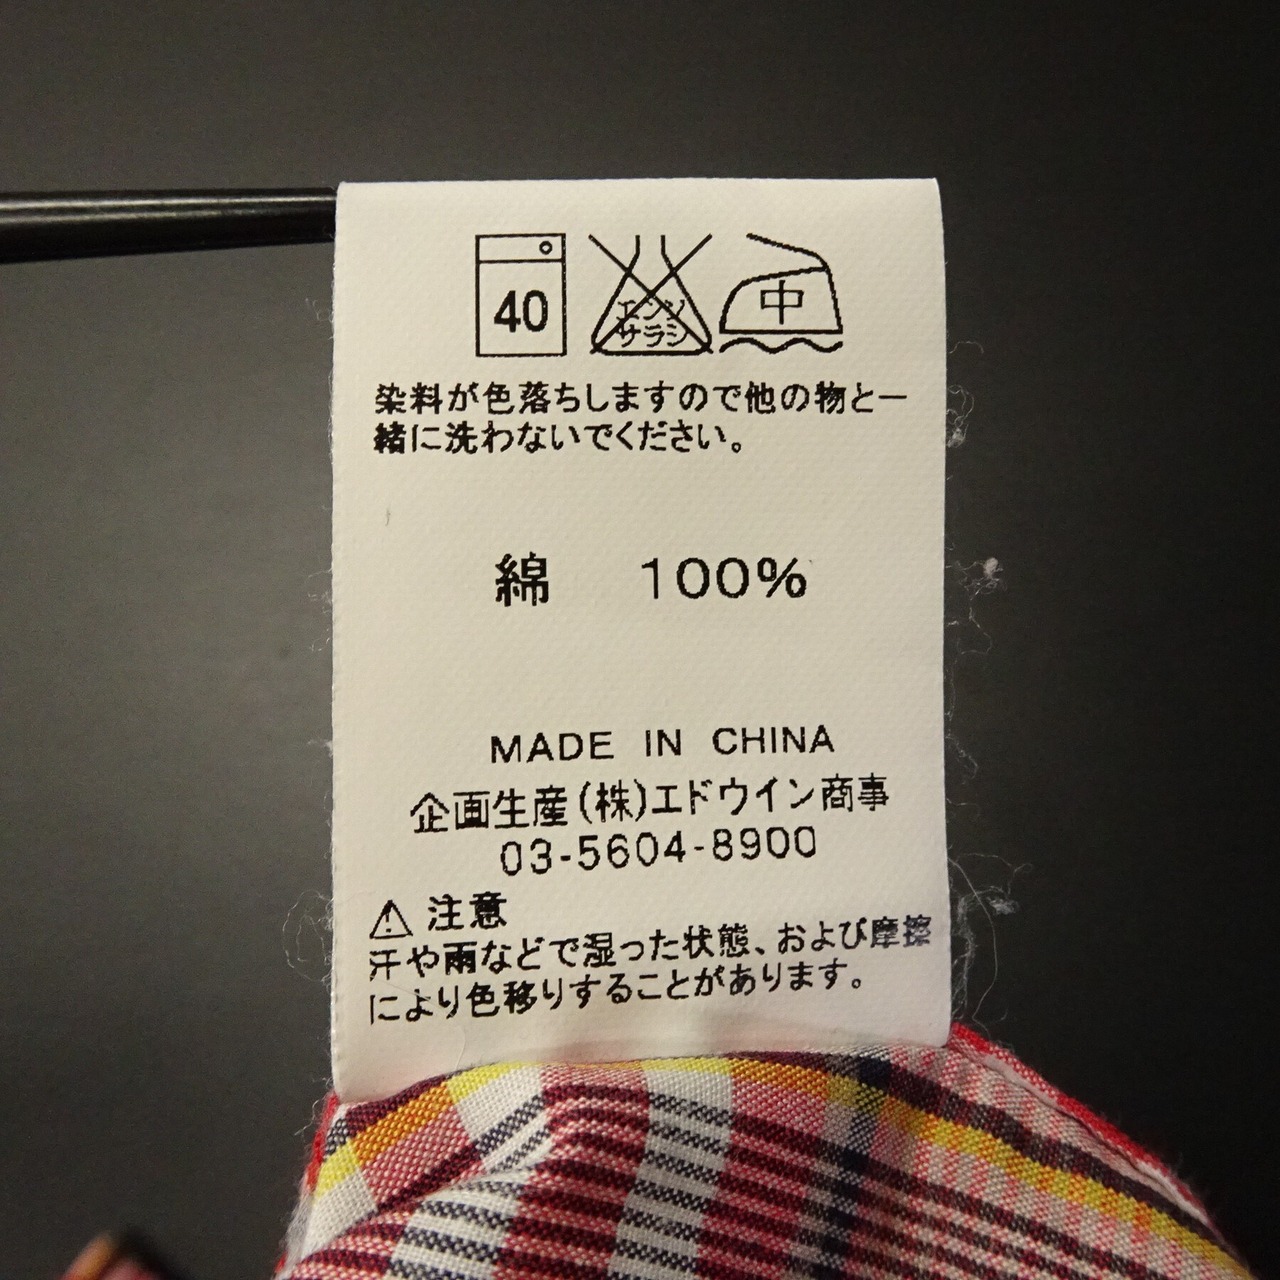 40
エンソ
サラシ
中
染料が色落ちしますので他の物と一
緒に洗わないでください。
綿 100%
MADE IN CHINA
企画生産(株)エドウイン商事
03-5604-8900
注意
汗や雨などで湿った状態、および摩擦
により色移りすることがあります。